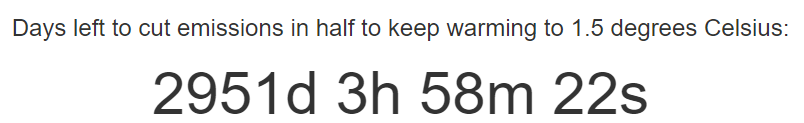 Days left to cut emissions in half to keep warming to 1.5 degrees Celsius:
2951d 3h 58m 22s